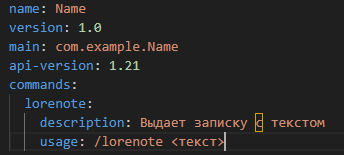 name: Name
version: 1.0
main: com.example.Name
api-version: 1.21
commands:
  lorenote:
    description: Выдает записку с текстом
    usage: /lorenote <текст>